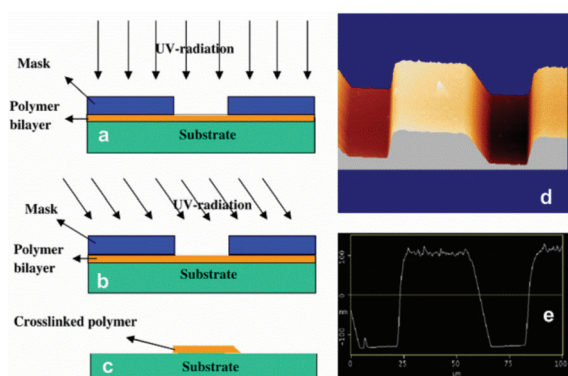 UV-radiation
Mask
Polymer
bilayer
a
Substrate
UV-radiation
Mask
Polymer
bilayer
b
Substrate
Crosslinked polymer
c
Substrate
d
e
100
0
nm
-100
0
25
50
75
100
µm